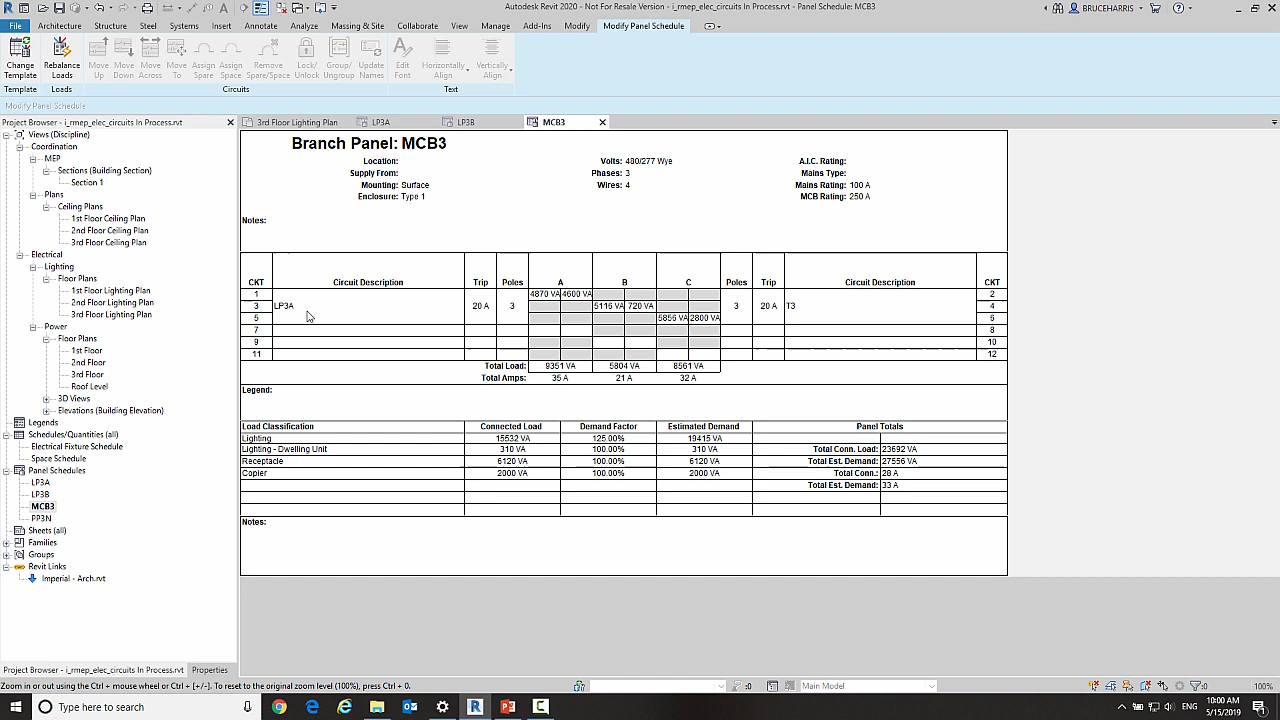 Autodesk Revit 2020 - Not For Resale Version - i_rmep_elec_circuits In Process.rvt - Panel Schedule: MCB3
BRUCEHARRIS
File Architecture Structure Steel Systems Insert Annotate Analyze Massing & Site Collaborate View Manage Add-Ins Modify Modify Panel Schedule
Change Template
Rebalance Loads
Move Up
Move Down
Move Across
Move To
Assign Spare
Assign Space
Remove Spare/Space
Lock/ Unlock
Group/ Ungroup
Update Names
Edit Font
Horizontally Align
Vertically Align
Template Loads Circuits Text
Modify Panel Schedule
Project Browser - i_rmep_elec_circuits In Process.rvt
3rd Floor Lighting Plan LP3A LP3B MCB3
Views (Discipline)
Coordination
MEP
Sections (Building Section)
Section 1
Plans
Ceiling Plans
1st Floor Ceiling Plan
2nd Floor Ceiling Plan
3rd Floor Ceiling Plan
Electrical
Lighting
Floor Plans
1st Floor Lighting Plan
2nd Floor Lighting Plan
3rd Floor Lighting Plan
Power
Floor Plans
1st Floor
2nd Floor
3rd Floor
Roof Level
3D Views
Elevations (Building Elevation)
Legends
Schedules/Quantities (all)
Electrical Fixture Schedule
Space Schedule
Panel Schedules
LP3A
LP3B
MCB3
PP3N
Sheets (all)
Families
Groups
Revit Links
Imperial - Arch.rvt
Branch Panel: MCB3
Location: Volts: 480/277 Wye A.I.C. Rating:
Supply From: Phases: 3 Mains Type:
Mounting: Surface Wires: 4 Mains Rating: 100 A
Enclosure: Type 1 MCB Rating: 250 A
Notes:
CKT Circuit Description Trip Poles A B C Poles Trip Circuit Description CKT
1 4870 VA 4600 VA 2
3 LP3A 20 A 3 5116 VA 720 VA 3 20 A T3 4
5 5856 VA 2800 VA 6
7 8
9 10
11 12
Total Load: 9351 VA 5804 VA 8561 VA
Total Amps: 35 A 21 A 32 A
Legend:
Load Classification Connected Load Demand Factor Estimated Demand Panel Totals
Lighting 15532 VA 125.00% 19415 VA
Lighting - Dwelling Unit 310 VA 100.00% 310 VA Total Conn. Load: 23692 VA
Receptacle 6120 VA 100.00% 6120 VA Total Est. Demand: 27556 VA
Copier 2000 VA 100.00% 2000 VA Total Conn.: 28 A
Total Est. Demand: 33 A
Notes:
Project Browser - i_rmep_elec_circuits In Process.rvt Properties
Zoom in or out using the Ctrl + mouse wheel or Ctrl + [+/-]. To reset to the original zoom level (100%), press Ctrl + 0.
:0
Main Model
:0
100%
Type here to search
ENG
10:00 AM
5/15/2019